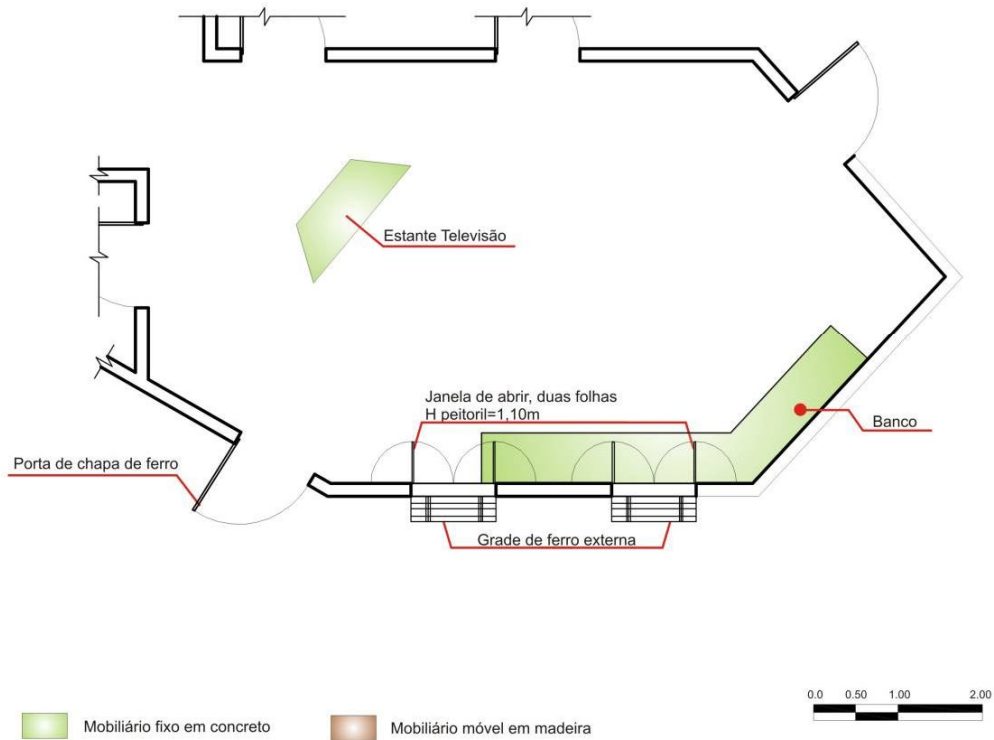 Estante Televisão
Janela de abrir, duas folhas
H peitoril=1,10m
Banco
Porta de chapa de ferro
Grade de ferro externa
0.0 0.50 1.00 2.00
Mobiliário fixo em concreto
Mobiliário móvel em madeira